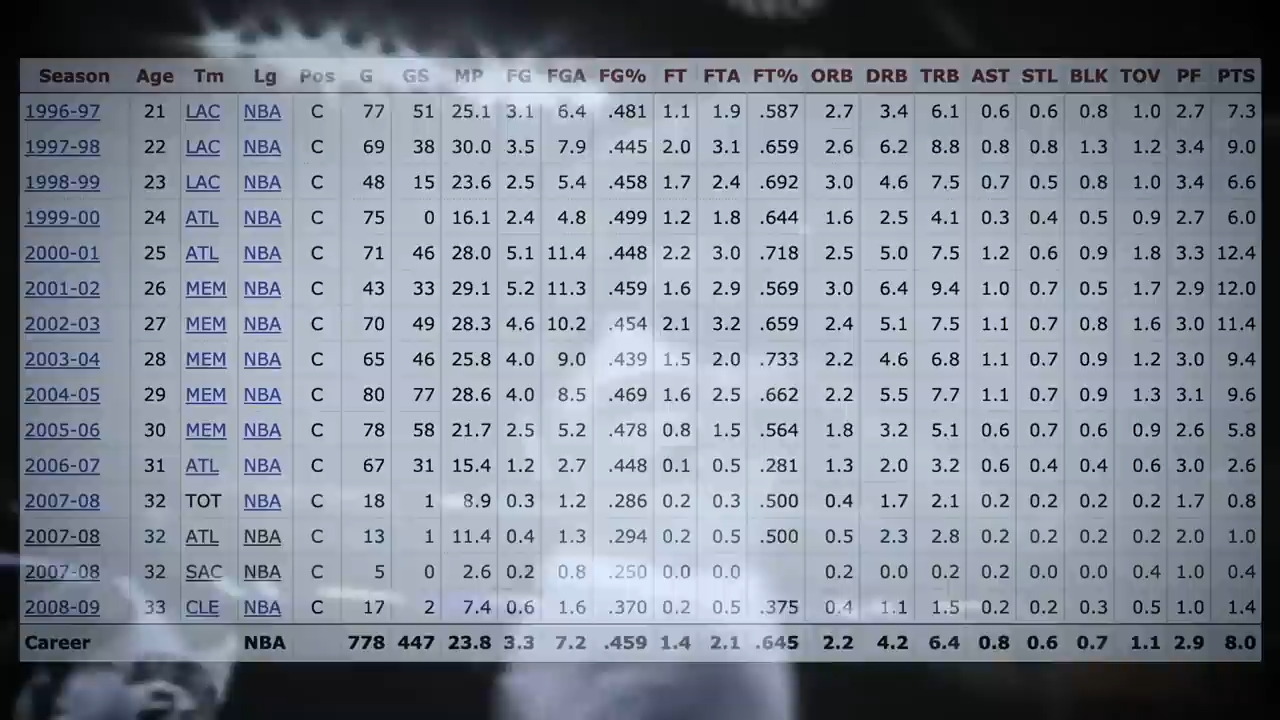 Season Age Tm Lg Pos G GS MP FG FGA FG% FT FTA FT% ORB DRB TRB AST STL BLK TOV PF PTS
1996-97 21 LAC NBA C 77 51 25.1 3.1 6.4 .481 1.1 1.9 .587 2.7 3.4 6.1 0.6 0.6 0.8 1.0 2.7 7.3
1997-98 22 LAC NBA C 69 38 30.0 3.5 7.9 .445 2.0 3.1 .659 2.6 6.2 8.8 0.8 0.8 1.3 1.2 3.4 9.0
1998-99 23 LAC NBA C 48 15 23.6 2.5 5.4 .458 1.7 2.4 .692 3.0 4.6 7.5 0.7 0.5 0.8 1.0 3.4 6.6
1999-00 24 ATL NBA C 75 0 16.1 2.4 4.8 .499 1.2 1.8 .644 1.6 2.5 4.1 0.3 0.4 0.5 0.9 2.7 6.0
2000-01 25 ATL NBA C 71 46 28.0 5.1 11.4 .448 2.2 3.0 .718 2.5 5.0 7.5 1.2 0.6 0.9 1.8 3.3 12.4
2001-02 26 MEM NBA C 43 33 29.1 5.2 11.3 .459 1.6 2.9 .569 3.0 6.4 9.4 1.0 0.7 0.5 1.7 2.9 12.0
2002-03 27 MEM NBA C 70 49 28.3 4.6 10.2 .454 2.1 3.2 .659 2.4 5.1 7.5 1.1 0.7 0.8 1.6 3.0 11.4
2003-04 28 MEM NBA C 65 46 25.8 4.0 9.0 .439 1.5 2.0 .733 2.2 4.6 6.8 1.1 0.7 0.9 1.2 3.0 9.4
2004-05 29 MEM NBA C 80 77 28.6 4.0 8.5 .469 1.6 2.5 .662 2.2 5.5 7.7 1.1 0.7 0.9 1.3 3.1 9.6
2005-06 30 MEM NBA C 78 58 21.7 2.5 5.2 .478 0.8 1.5 .564 1.8 3.2 5.1 0.6 0.7 0.6 0.9 2.6 5.8
2006-07 31 ATL NBA C 67 31 15.4 1.2 2.7 .448 0.1 0.5 .281 1.3 2.0 3.2 0.6 0.4 0.4 0.6 3.0 2.6
2007-08 32 TOT NBA C 18 1 8.9 0.3 1.2 .286 0.2 0.3 .500 0.4 1.7 2.1 0.2 0.2 0.2 0.2 1.7 0.8
2007-08 32 ATL NBA C 13 1 11.4 0.4 1.3 .294 0.2 0.5 .500 0.5 2.3 2.8 0.2 0.2 0.2 0.2 2.0 1.0
2007-08 32 SAC NBA C 5 0 2.6 0.2 0.8 .250 0.0 0.0 0.2 0.0 0.2 0.2 0.0 0.0 0.4 1.0 0.4
2008-09 33 CLE NBA C 17 2 7.4 0.6 1.6 .370 0.2 0.5 .375 0.4 1.1 1.5 0.2 0.2 0.3 0.5 1.0 1.4
Career NBA 778 447 23.8 3.3 7.2 .459 1.4 2.1 .645 2.2 4.2 6.4 0.8 0.6 0.7 1.1 2.9 8.0